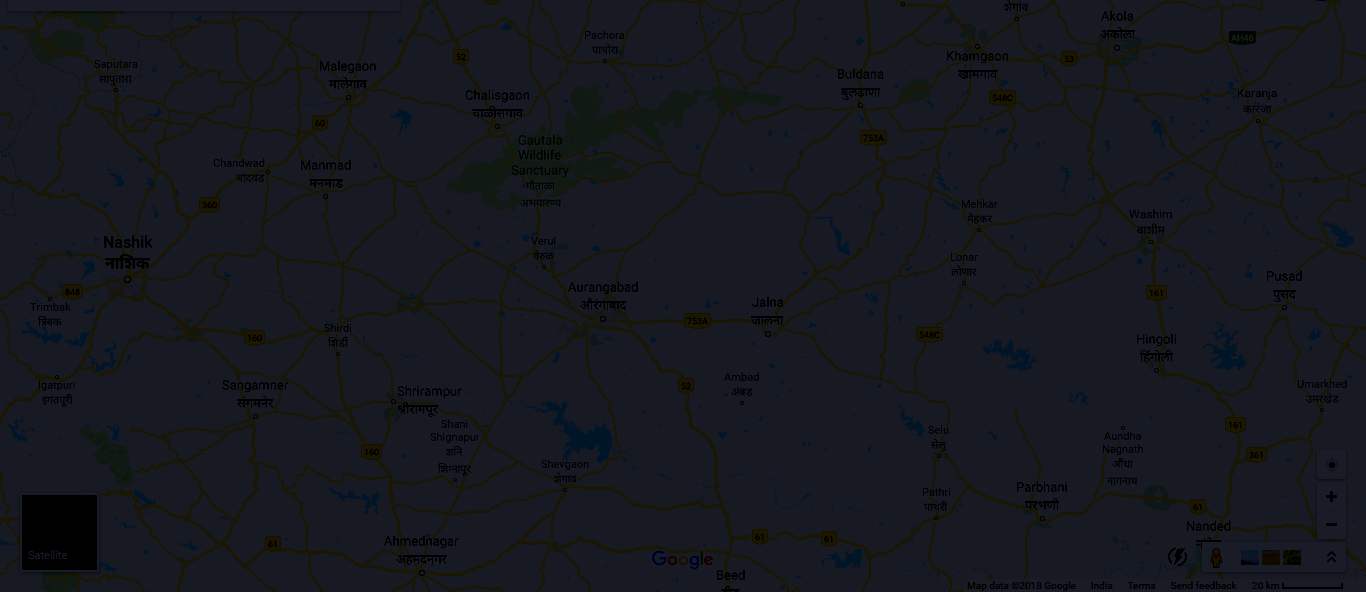 Akola
अकोला
शेगाव
AH46
Pachora
पाचोरा
52
Khamgaon
खामगाव
53
Saputara
सापुतारा
Malegaon
मालेगाव
Buldana
बुलढाणा
Chalisgaon
चाळीसगाव
548C
Karanja
कारंजा
60
753A
Gautala
Wildlife
Sanctuary
गौताळा
अभयारण्य
Chandwad
चांदवड
Manmad
मनमाड
360
Mehkar
मेहकर
Washim
वाशीम
Nashik
नाशिक
Verul
वेरुळ
Lonar
लोणार
Pusad
पुसद
848
Aurangabad
औरंगाबाद
161
Trimbak
त्रिंबक
Jalna
जालना
753A
Shirdi
शिर्डी
160
548C
Hingoli
हिंगोली
Igatpuri
इगतपूरी
Sangamner
संगमनेर
Shrirampur
श्रीरामपूर
52
Ambad
अंबड
Umarkhed
उमरखेड
Shani
Shignapur
शनि
शिंगनापूर
160
Selu
सेलू
161
Aundha
Nagnath
औंधा
नागनाथ
361
Shevgaon
शेगाव
Pathri
पाथरी
Parbhani
परभणी
61
Nanded
Ahmednagar
अहमदनगर
61
61
61
Satellite
Google
Beed
Map data ©2018 Google India Terms Send feedback 20 km